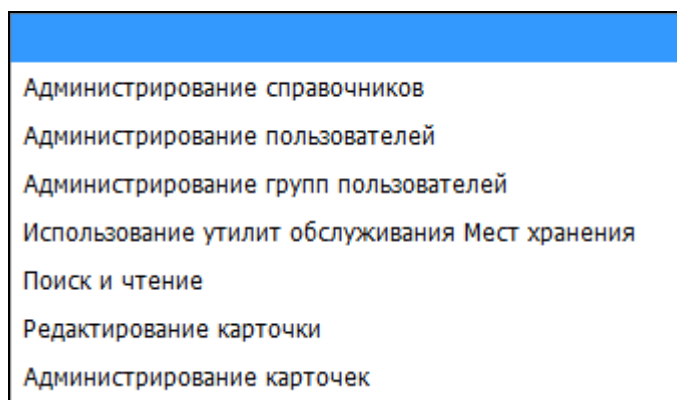 Администрирование справочников
Администрирование пользователей
Администрирование групп пользователей
Использование утилит обслуживания Мест хранения
Поиск и чтение
Редактирование карточки
Администрирование карточек